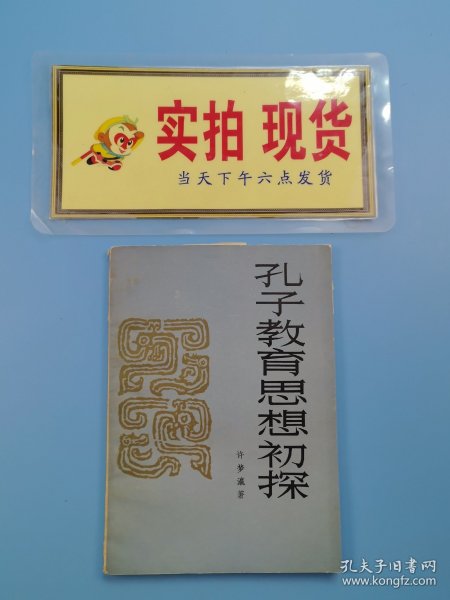 实拍 现货
当天下午六点发货
孔子教育思想初探
许梦瀛著
孔夫子旧书网
www.kongfz.com